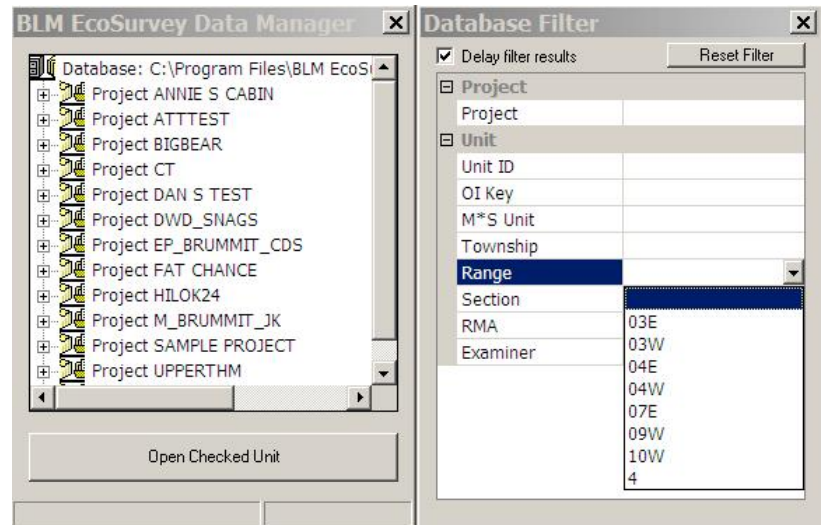 BLM EcoSurvey Data Manager
Database: C:\Program Files\BLM EcoS
Project ANNIE S CABIN
Project ATTTEST
Project BIGBEAR
Project CT
Project DAN S TEST
Project DWD_SNAGS
Project EP_BRUMMIT_CDS
Project FAT CHANCE
Project HILOK24
Project M_BRUMMIT_JK
Project SAMPLE PROJECT
Project UPPERTHM
Open Checked Unit
Database Filter
Delay filter results
Reset Filter
Project
Project
Unit
Unit ID
OI Key
M*S Unit
Township
Range
Section
RMA
Examiner
03E
03W
04E
04W
07E
09W
10W
4